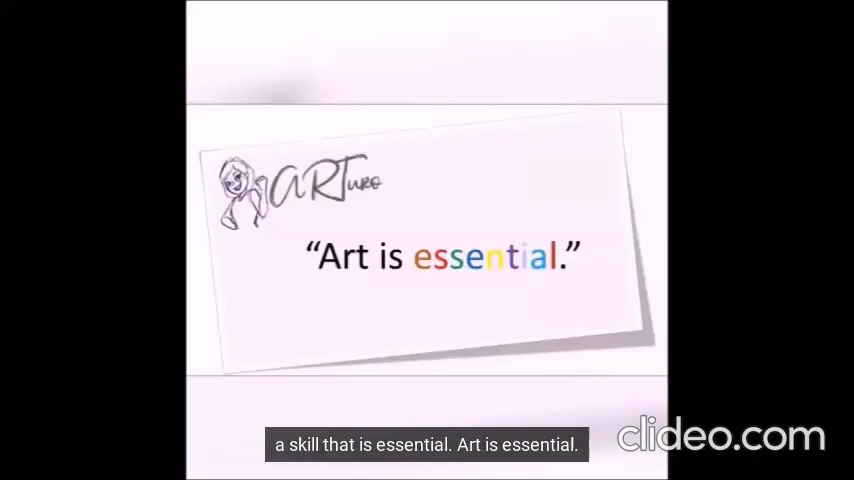 ARTuro
“Art is essential.”
a skill that is essential. Art is essential.
clideo.com